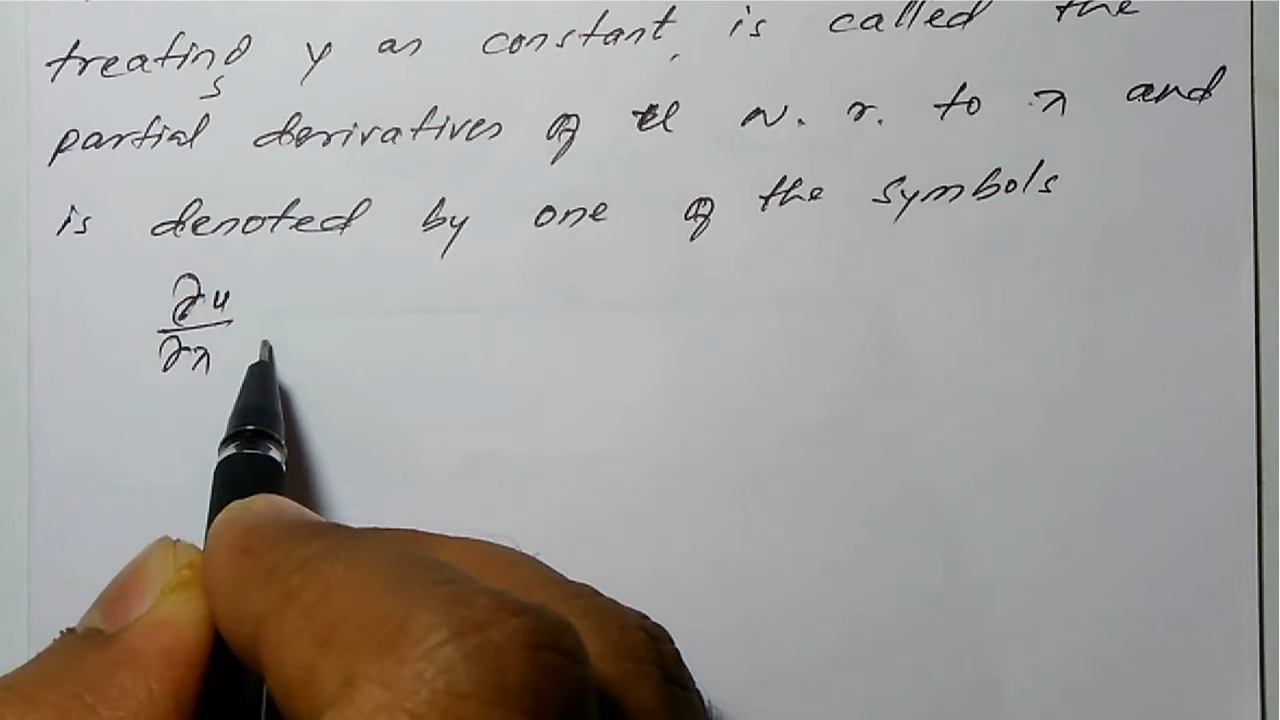 treating y as constant, is called the
partial derivatives of u w. r. to x and
is denoted by one of the symbols
∂u
∂x